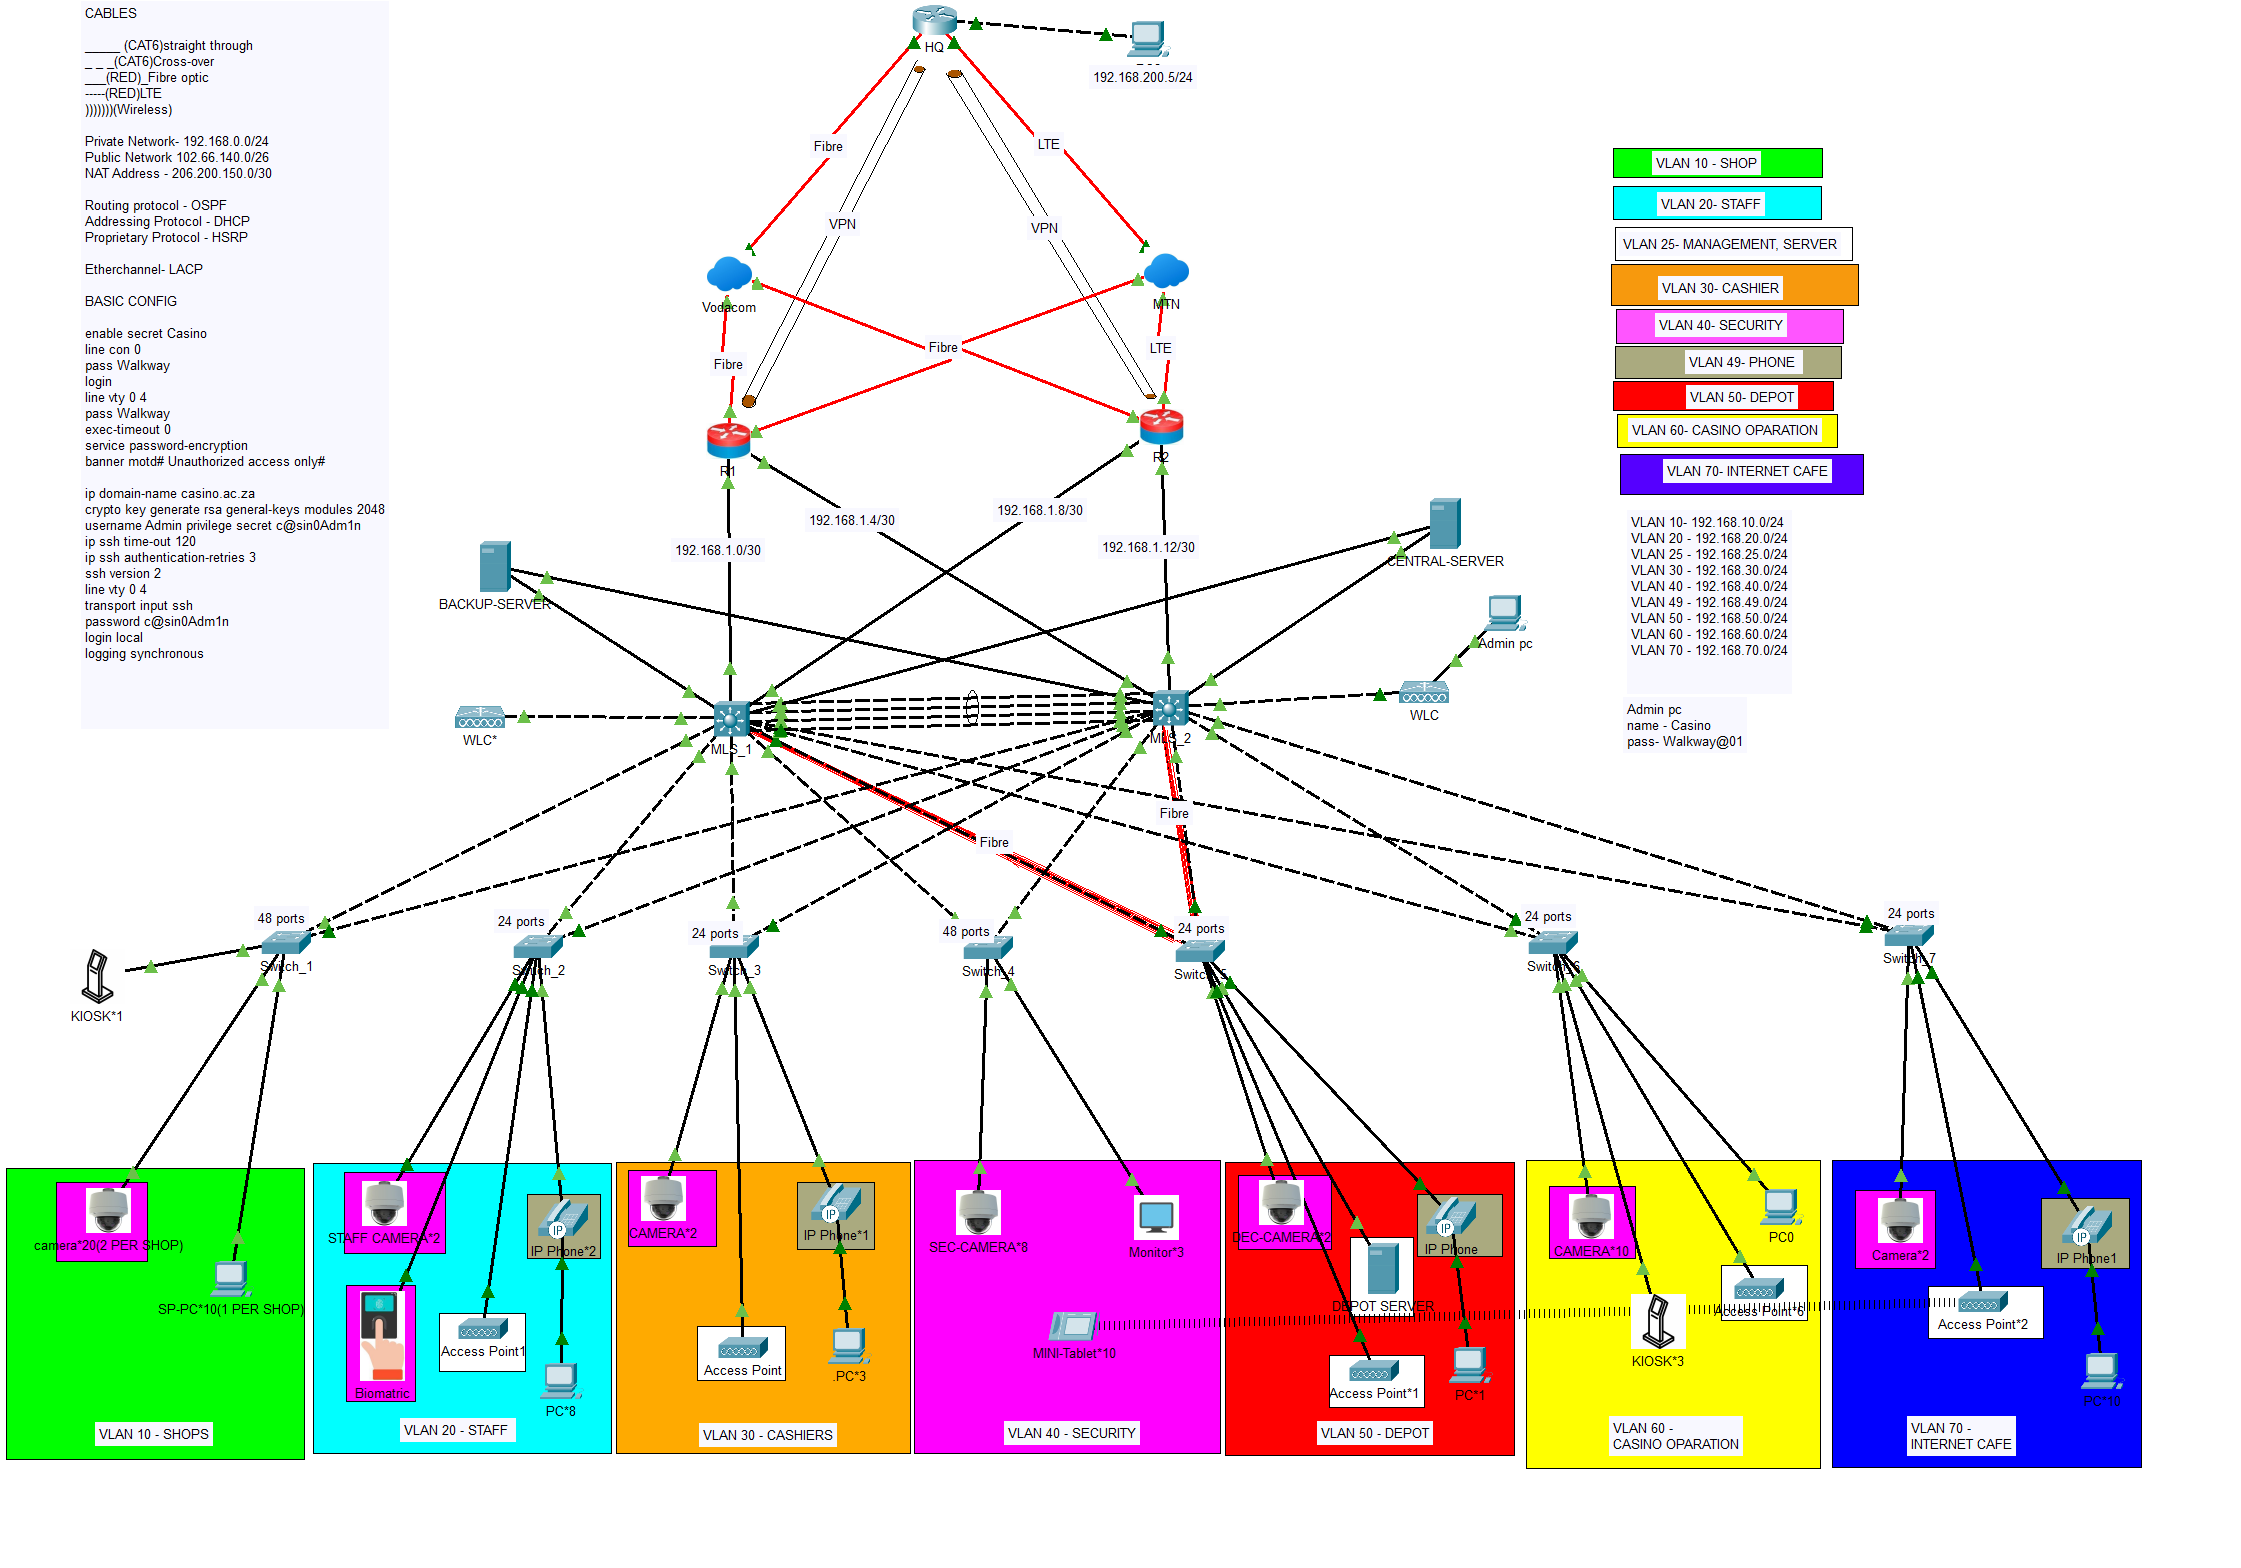 CABLES
_____ (CAT6)straight through
_ _ _(CAT6)Cross-over
___(RED)_Fibre optic
-----(RED)LTE
)))))))(Wireless)
Private Network- 192.168.0.0/24
Public Network 102.66.140.0/26
NAT Address - 206.200.150.0/30
Routing protocol - OSPF
Addressing Protocol - DHCP
Proprietary Protocol - HSRP
Etherchannel- LACP
BASIC CONFIG
enable secret Casino
line con 0
pass Walkway
login
line vty 0 4
pass Walkway
exec-timeout 0
service password-encryption
banner motd# Unauthorized access only#
ip domain-name casino.ac.za
crypto key generate rsa general-keys modules 2048
username Admin privilege secret c@sin0Adm1n
ip ssh time-out 120
ip ssh authentication-retries 3
ssh version 2
line vty 0 4
transport input ssh
password c@sin0Adm1n
login local
logging synchronous
HQ
192.168.200.5/24
Fibre
LTE
VPN
VPN
Vodacom
MTN
Fibre
Fibre
LTE
R1
R2
192.168.1.0/30
192.168.1.4/30
192.168.1.8/30
192.168.1.12/30
BACKUP-SERVER
CENTRAL-SERVER
Admin pc
WLC*
MLS_1
MLS_2
WLC
Fibre
Fibre
VLAN 10 - SHOP
VLAN 20- STAFF
VLAN 25- MANAGEMENT, SERVER
VLAN 30- CASHIER
VLAN 40- SECURITY
VLAN 49- PHONE
VLAN 50- DEPOT
VLAN 60- CASINO OPARATION
VLAN 70- INTERNET CAFE
VLAN 10- 192.168.10.0/24
VLAN 20 - 192.168.20.0/24
VLAN 25 - 192.168.25.0/24
VLAN 30 - 192.168.30.0/24
VLAN 40 - 192.168.40.0/24
VLAN 49 - 192.168.49.0/24
VLAN 50 - 192.168.50.0/24
VLAN 60 - 192.168.60.0/24
VLAN 70 - 192.168.70.0/24
Admin pc
name - Casino
pass- Walkway@01
48 ports
Switch_1
24 ports
Switch_2
24 ports
Switch_3
48 ports
Switch_4
24 ports
Switch_5
24 ports
Switch_6
24 ports
Switch_7
KIOSK*1
camera*20(2 PER SHOP)
SP-PC*10(1 PER SHOP)
VLAN 10 - SHOPS
STAFF CAMERA*2
IP Phone*2
IP
Biomatric
Access Point1
PC*8
VLAN 20 - STAFF
CAMERA*2
IP
IP Phone*1
Access Point
.PC*3
VLAN 30 - CASHIERS
SEC-CAMERA*8
Monitor*3
MINI-Tablet*10
VLAN 40 - SECURITY
DEC-CAMERA*2
IP
IP Phone
DEPOT SERVER
Access Point*1
PC*1
VLAN 50 - DEPOT
CAMERA*10
PC0
Access Point*6
KIOSK*3
VLAN 60 -
CASINO OPARATION
Camera*2
IP
IP Phone1
Access Point*2
PC*10
VLAN 70 -
INTERNET CAFE